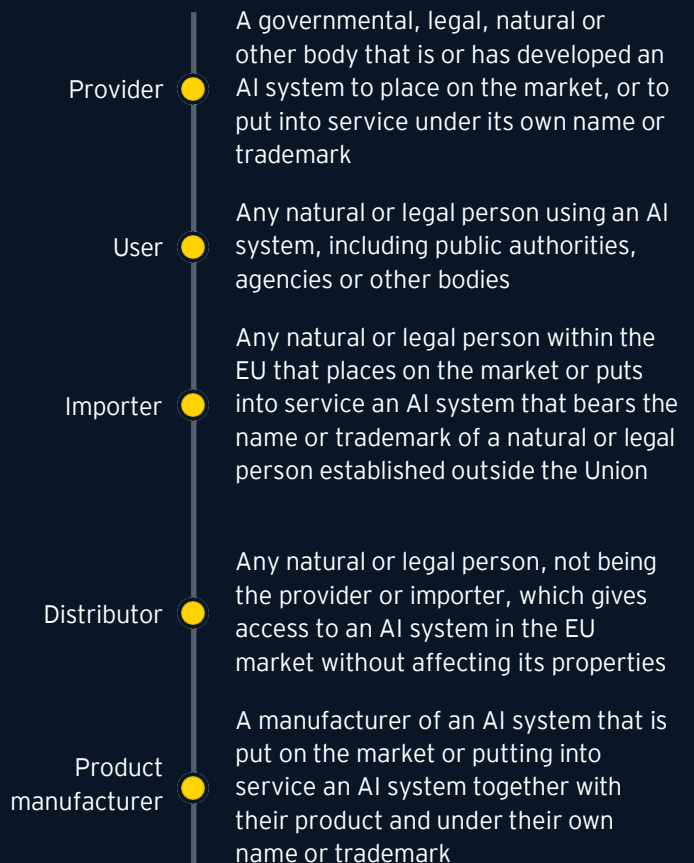 Provider
A governmental, legal, natural or
other body that is or has developed an
AI system to place on the market, or to
put into service under its own name or
trademark
User
Any natural or legal person using an AI
system, including public authorities,
agencies or other bodies
Importer
Any natural or legal person within the
EU that places on the market or puts
into service an AI system that bears the
name or trademark of a natural or legal
person established outside the Union
Distributor
Any natural or legal person, not being
the provider or importer, which gives
access to an AI system in the EU
market without affecting its properties
Product
manufacturer
A manufacturer of an AI system that is
put on the market or putting into
service an AI system together with
their product and under their own
name or trademark